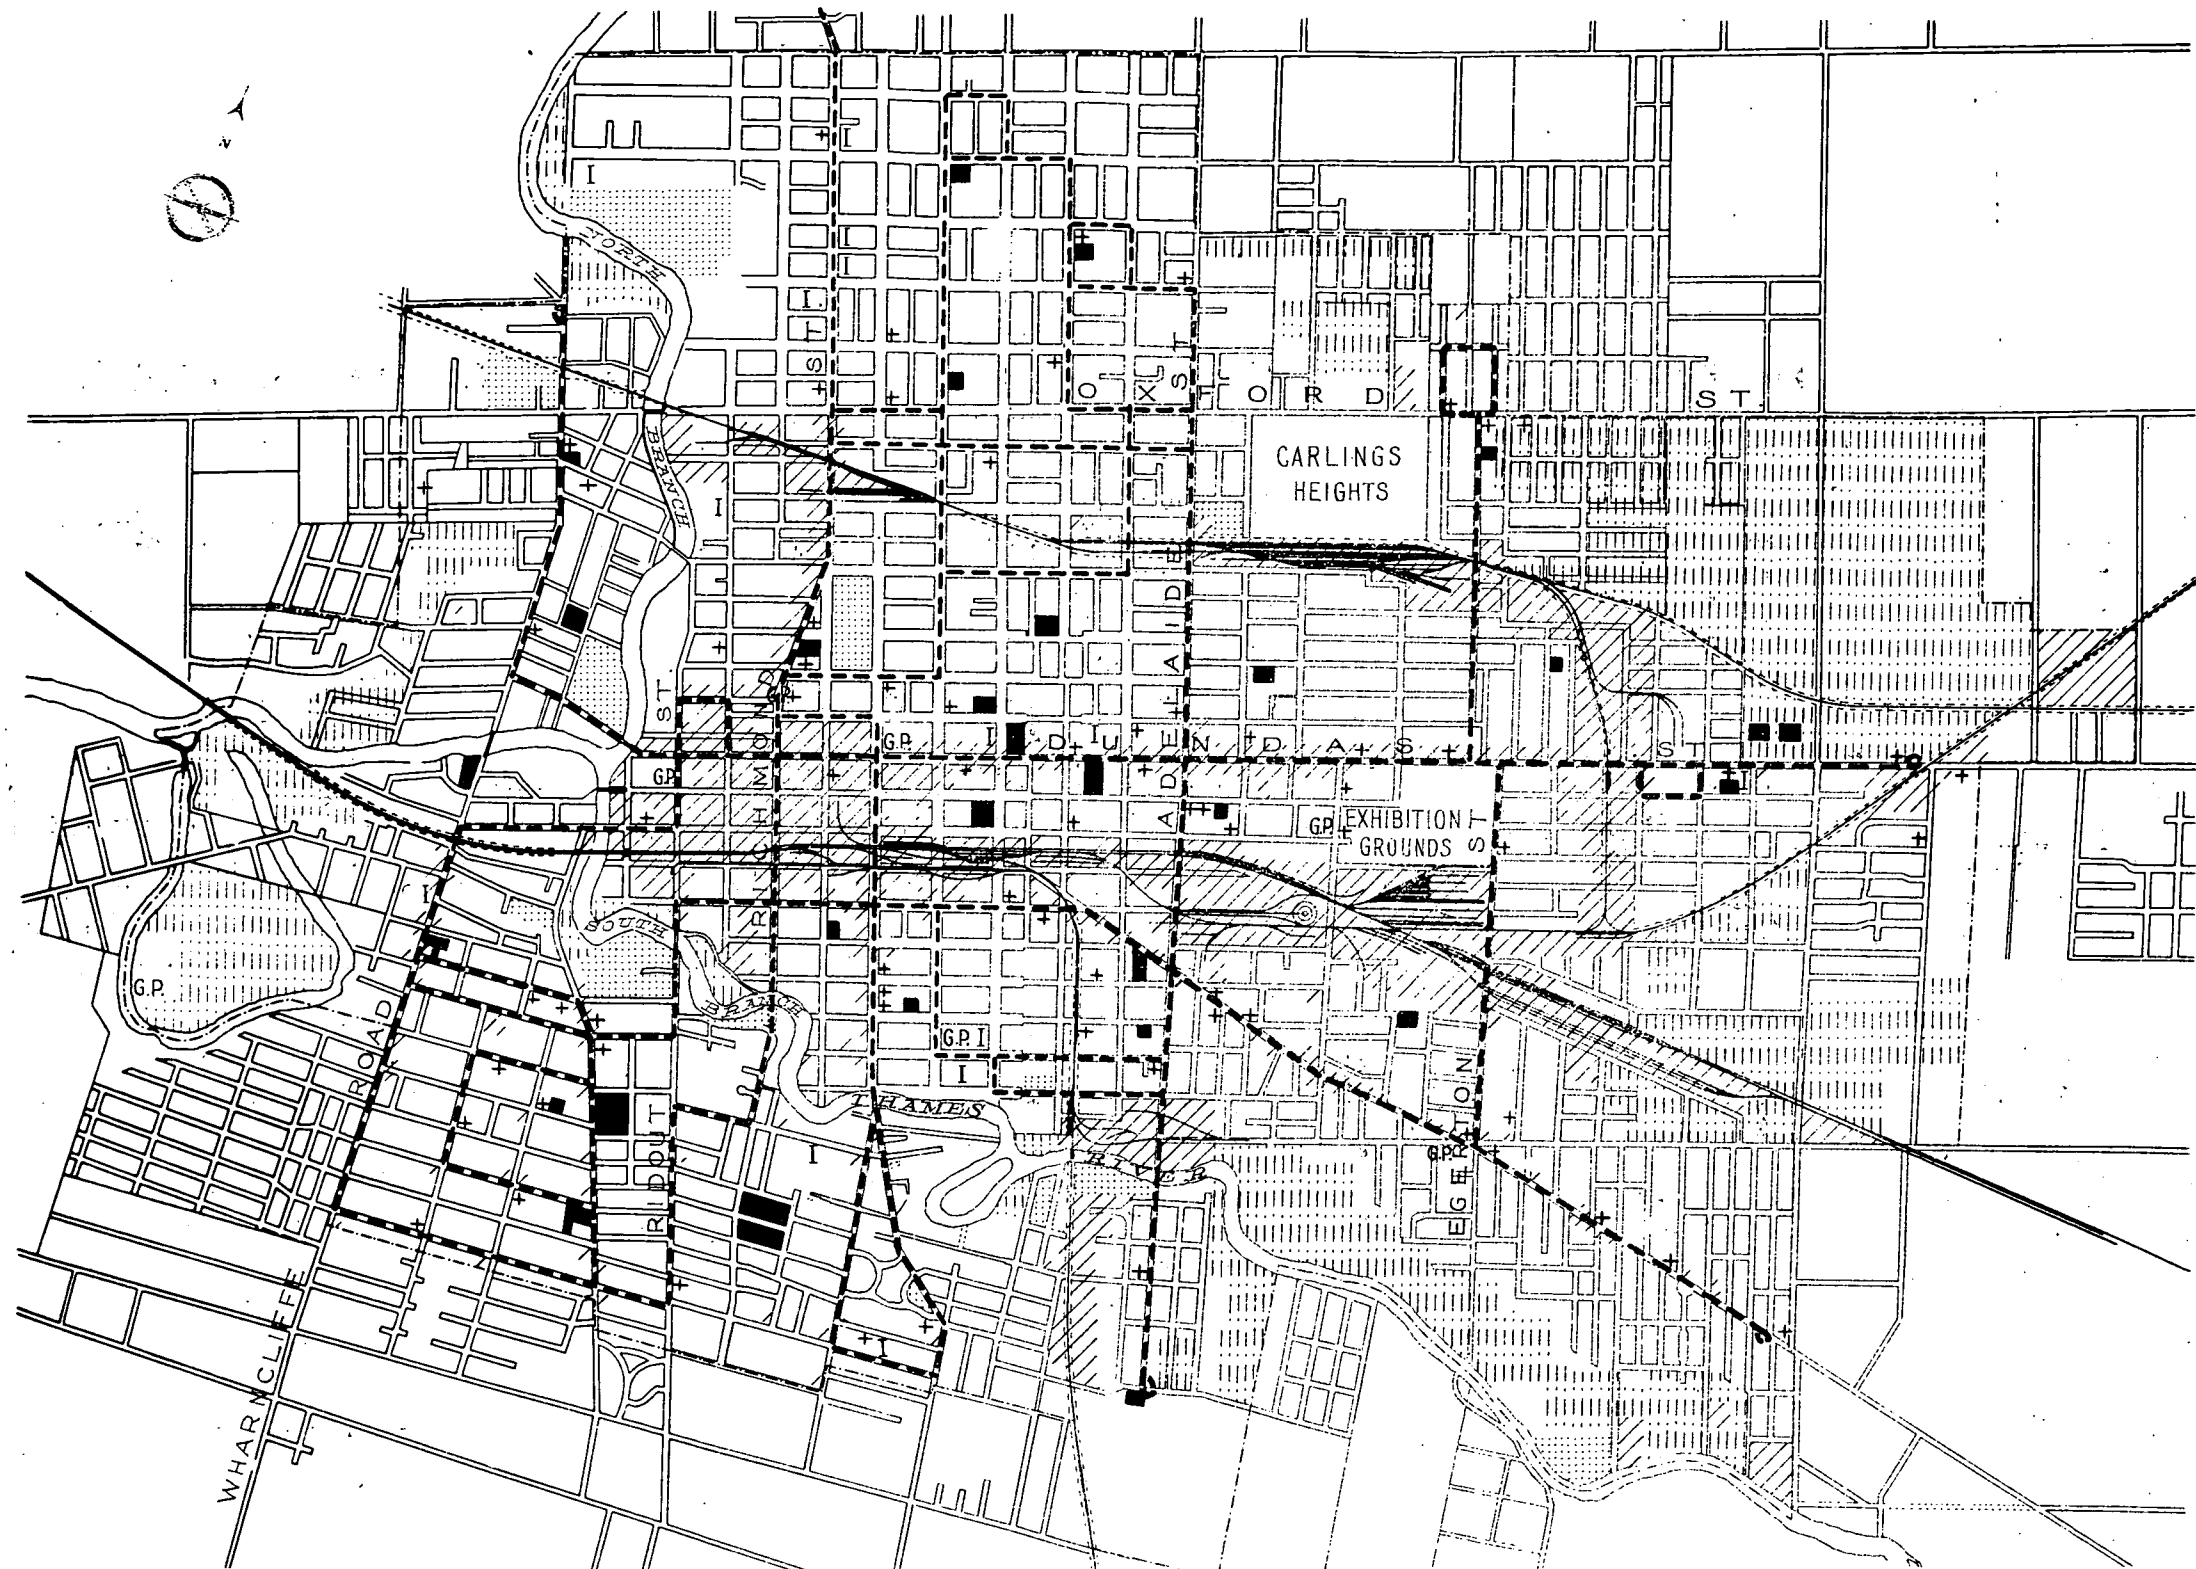 N
I
I
I
I
I
NORTH
ST
ST
OXFORD
ST.
BRANCH
I
CARLINGS
HEIGHTS
RICHMOND
ST
ADELAIDE
G.P.
I
I
DUNDAS
ST
G.P.
I
G.P.
EXHIBITION
GROUNDS
ST
I
SOUTH
BRANCH
G.P.
G.P. I
I
ROAD
THAMES
RIVER
I
G.P.
EGERTON
RIDOUT
I
WHARNCLIFFE